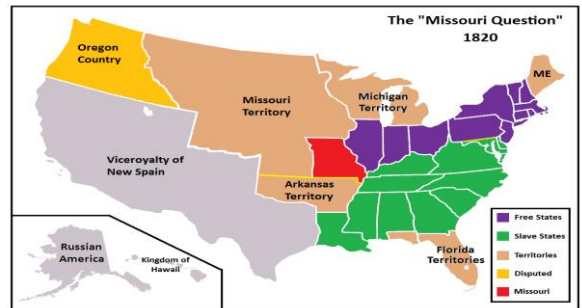 The "Missouri Question"
1820
Oregon
Country
ME
Michigan
Territory
Missouri
Territory
Viceroyalty of
New Spain
Arkansas
Territory
Florida
Territories
Russian
America
Kingdom of
Hawaii
Free States
Slave States
Territories
Disputed
Missouri